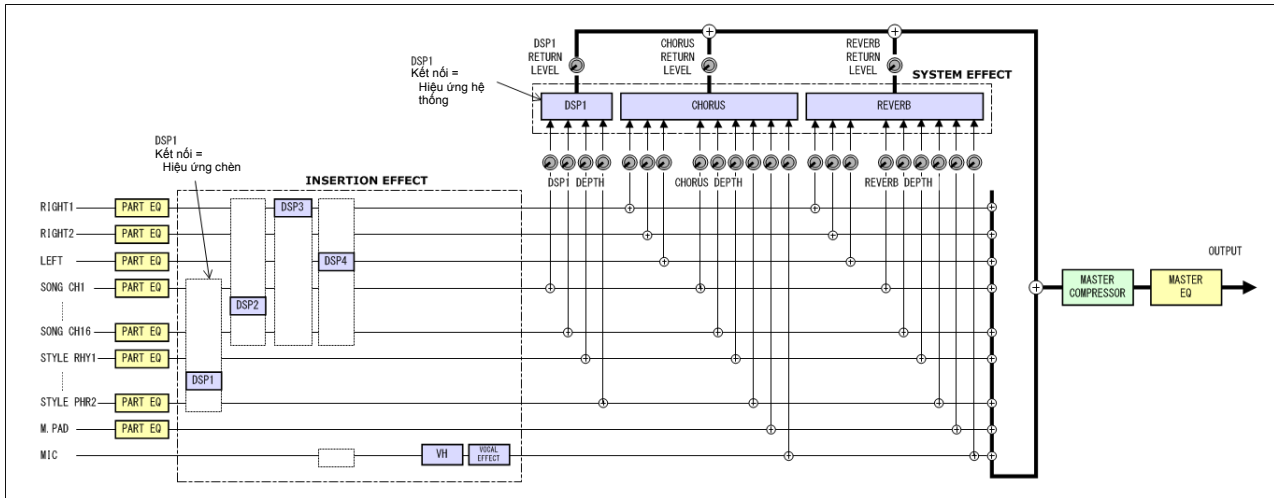 DSP1
RETURN
LEVEL
CHORUS
RETURN
LEVEL
REVERB
RETURN
LEVEL
SYSTEM EFFECT
DSP1
Kết nối =
Hiệu ứng hệ
thống
DSP1
CHORUS
REVERB
DSP1
Kết nối =
Hiệu ứng chèn
DSP1 DEPTH
CHORUS DEPTH
REVERB DEPTH
INSERTION EFFECT
RIGHT1
PART EQ
DSP3
RIGHT2
PART EQ
LEFT
PART EQ
DSP4
SONG CH1
PART EQ
DSP2
SONG CH16
PART EQ
STYLE RHY1
PART EQ
DSP1
STYLE PHR2
PART EQ
M.PAD
PART EQ
MIC
VH
VOCAL
EFFECT
OUTPUT
MASTER
COMPRESSOR
MASTER
EQ